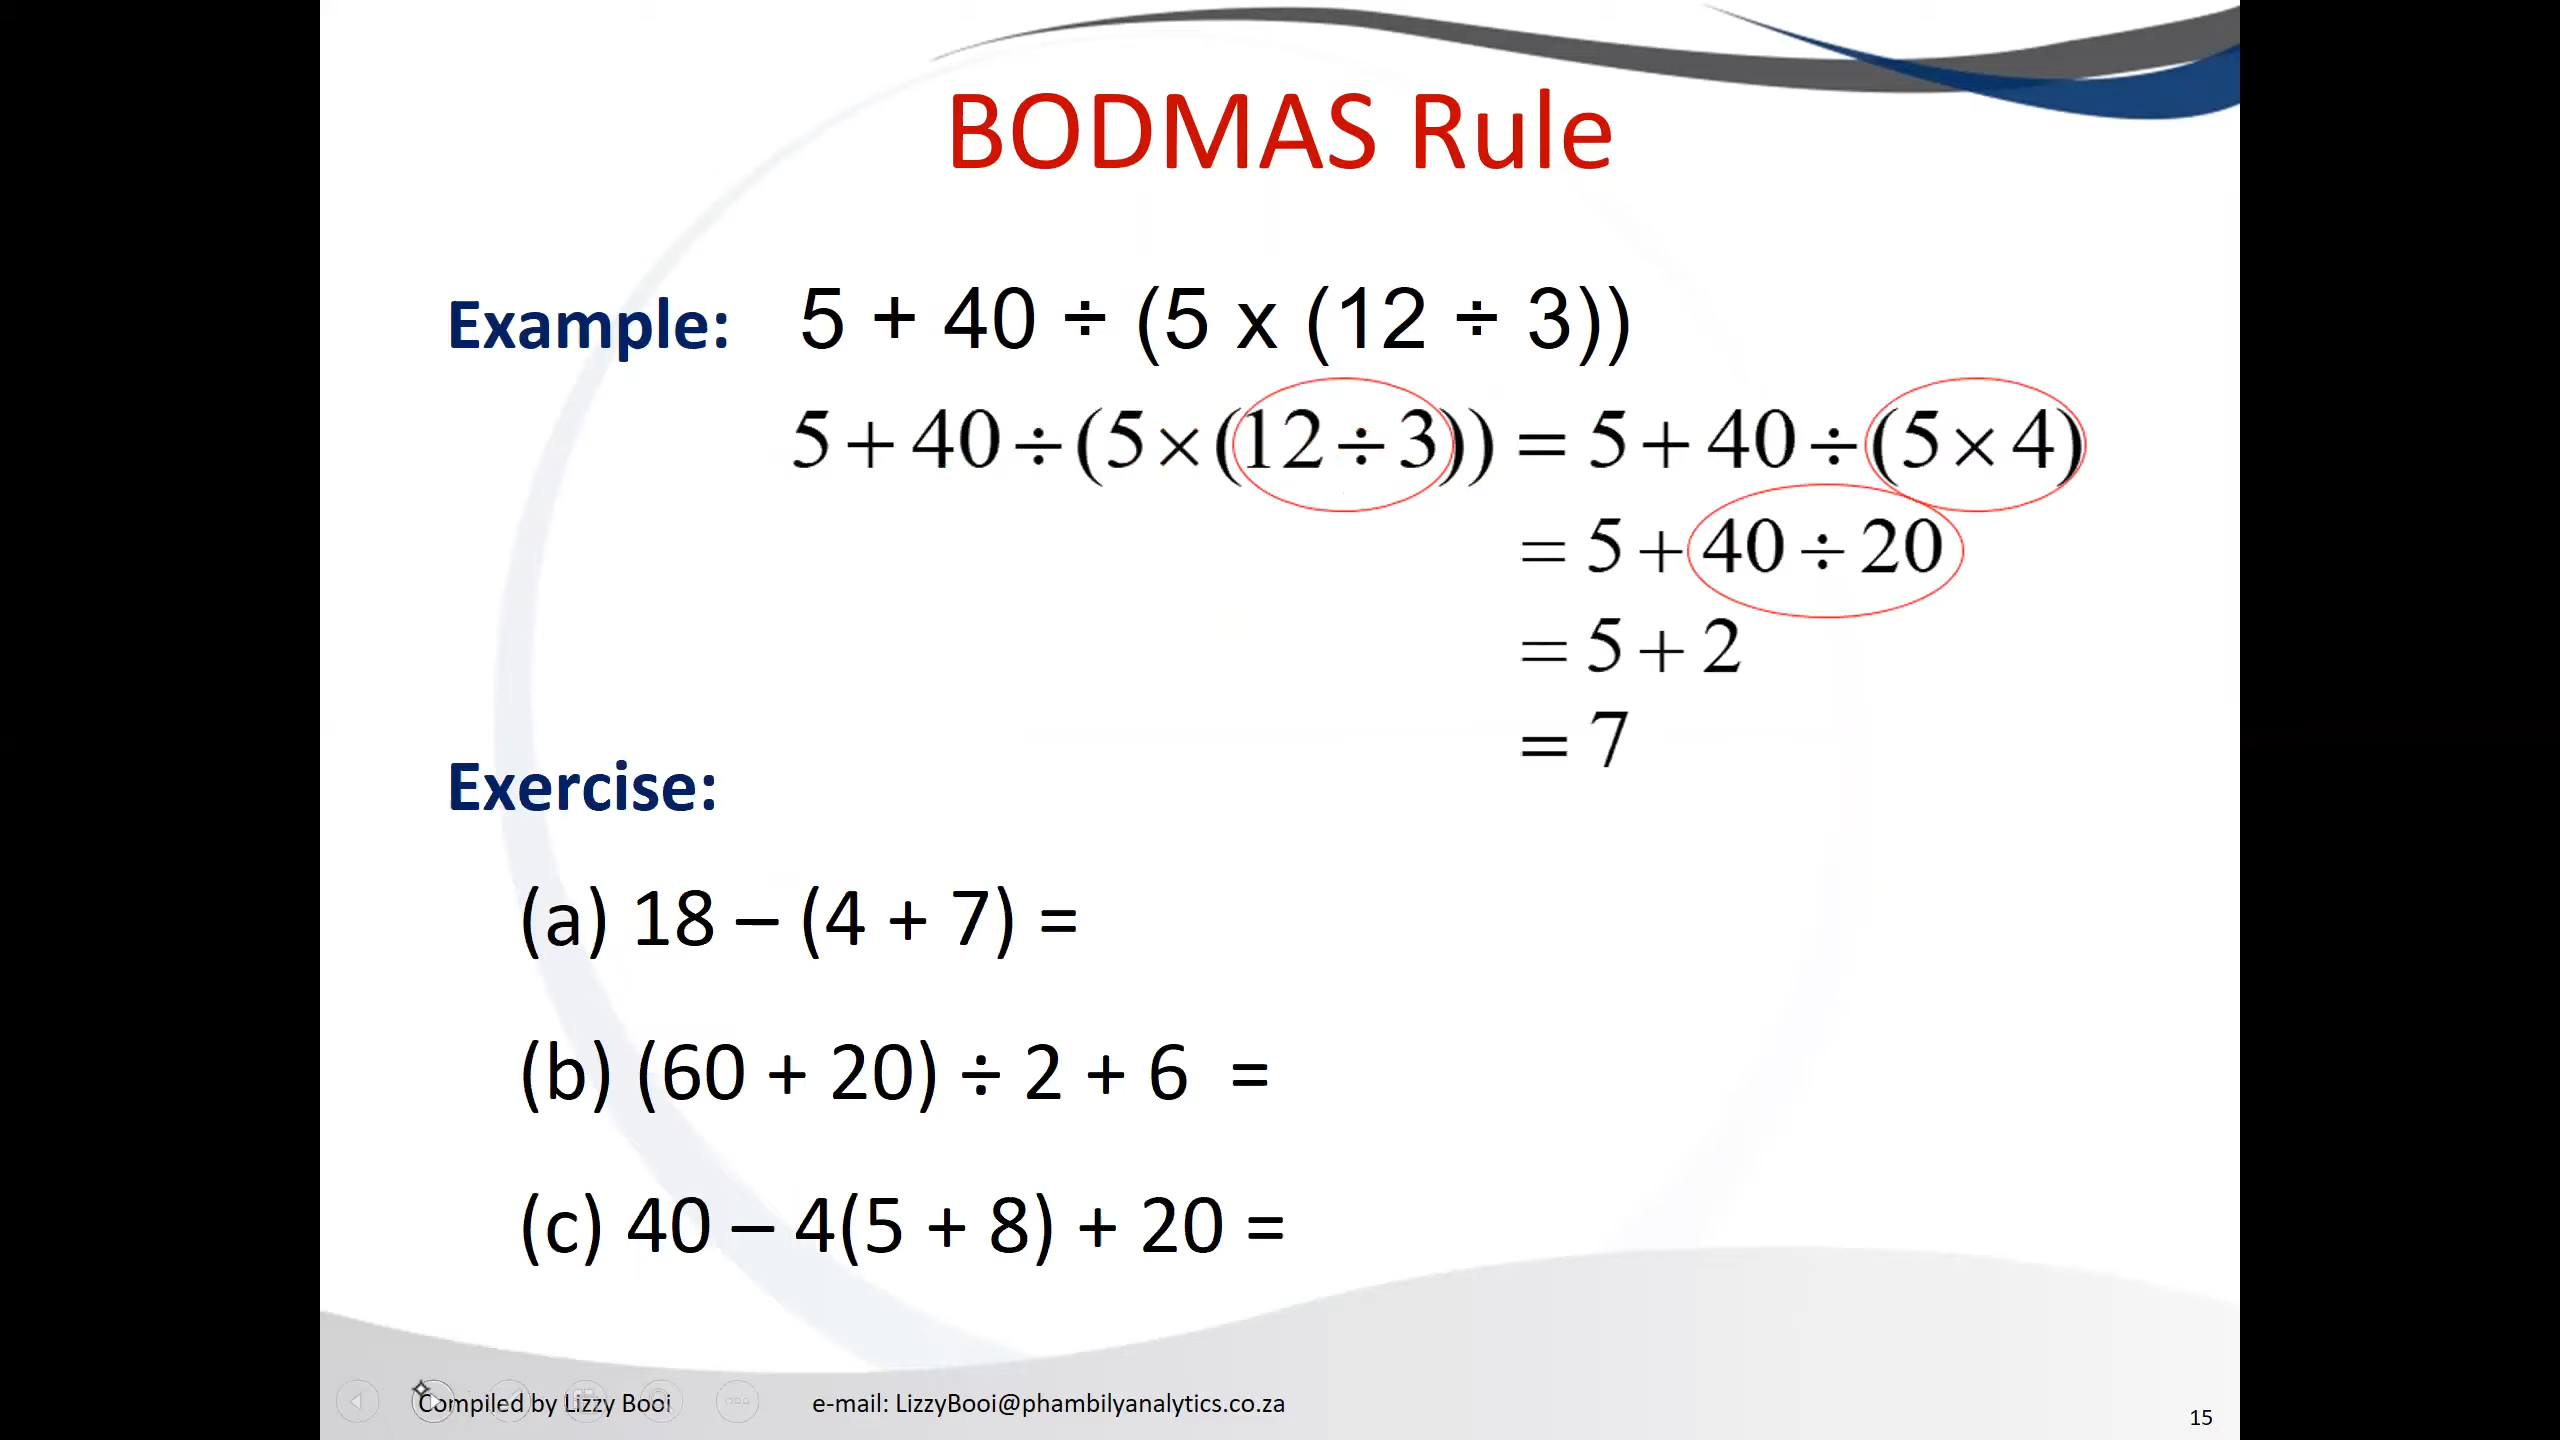 BODMAS Rule
Example: 5 + 40 ÷ (5 x (12 ÷ 3))
5 + 40 ÷ (5 × (12 ÷ 3)) = 5 + 40 ÷ (5 × 4)
= 5 + 40 ÷ 20
= 5 + 2
= 7
Exercise:
(a) 18 – (4 + 7) =
(b) (60 + 20) ÷ 2 + 6 =
(c) 40 – 4(5 + 8) + 20 =
Compiled by Lizzy Booi e-mail: LizzyBooi@phambilyanalytics.co.za 15